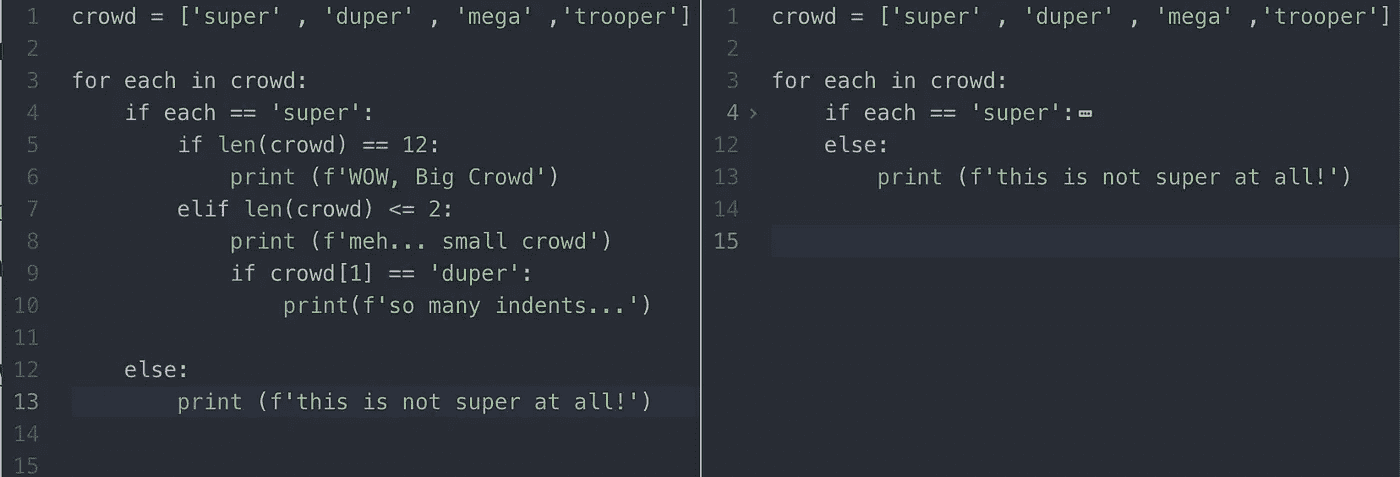 1 crowd = ['super' , 'duper' , 'mega' ,'trooper']
2
3 for each in crowd:
4     if each == 'super':
5         if len(crowd) == 12:
6             print (f'WOW, Big Crowd')
7         elif len(crowd) <= 2:
8             print (f'meh... small crowd')
9             if crowd[1] == 'duper':
10                 print(f'so many indents...')
11
12     else:
13         print (f'this is not super at all!')
14
15
1 crowd = ['super' , 'duper' , 'mega' ,'trooper']
2
3 for each in crowd:
4 >     if each == 'super':
12     else:
13         print (f'this is not super at all!')
14
15